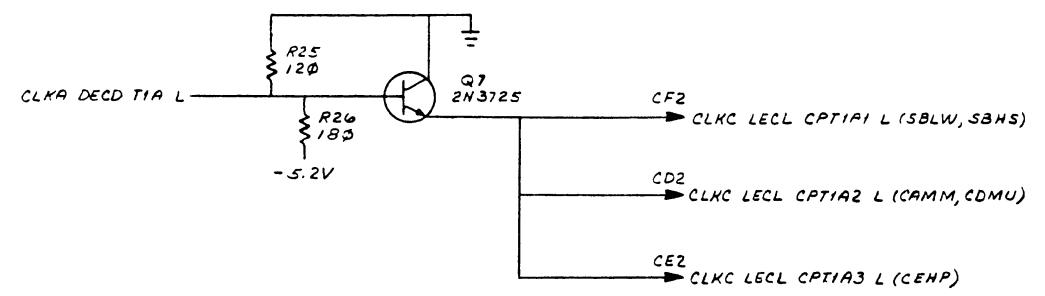 R25
12Ø
CLKA DECD T1A L
Q7
2N3725
R26
18Ø
-5.2V
CF2
CLKC LECL CPT1A1 L (SBLW, SBHS)
CD2
CLKC LECL CPT1A2 L (CAMM, CDMU)
CE2
CLKC LECL CPT1A3 L (CEHP)